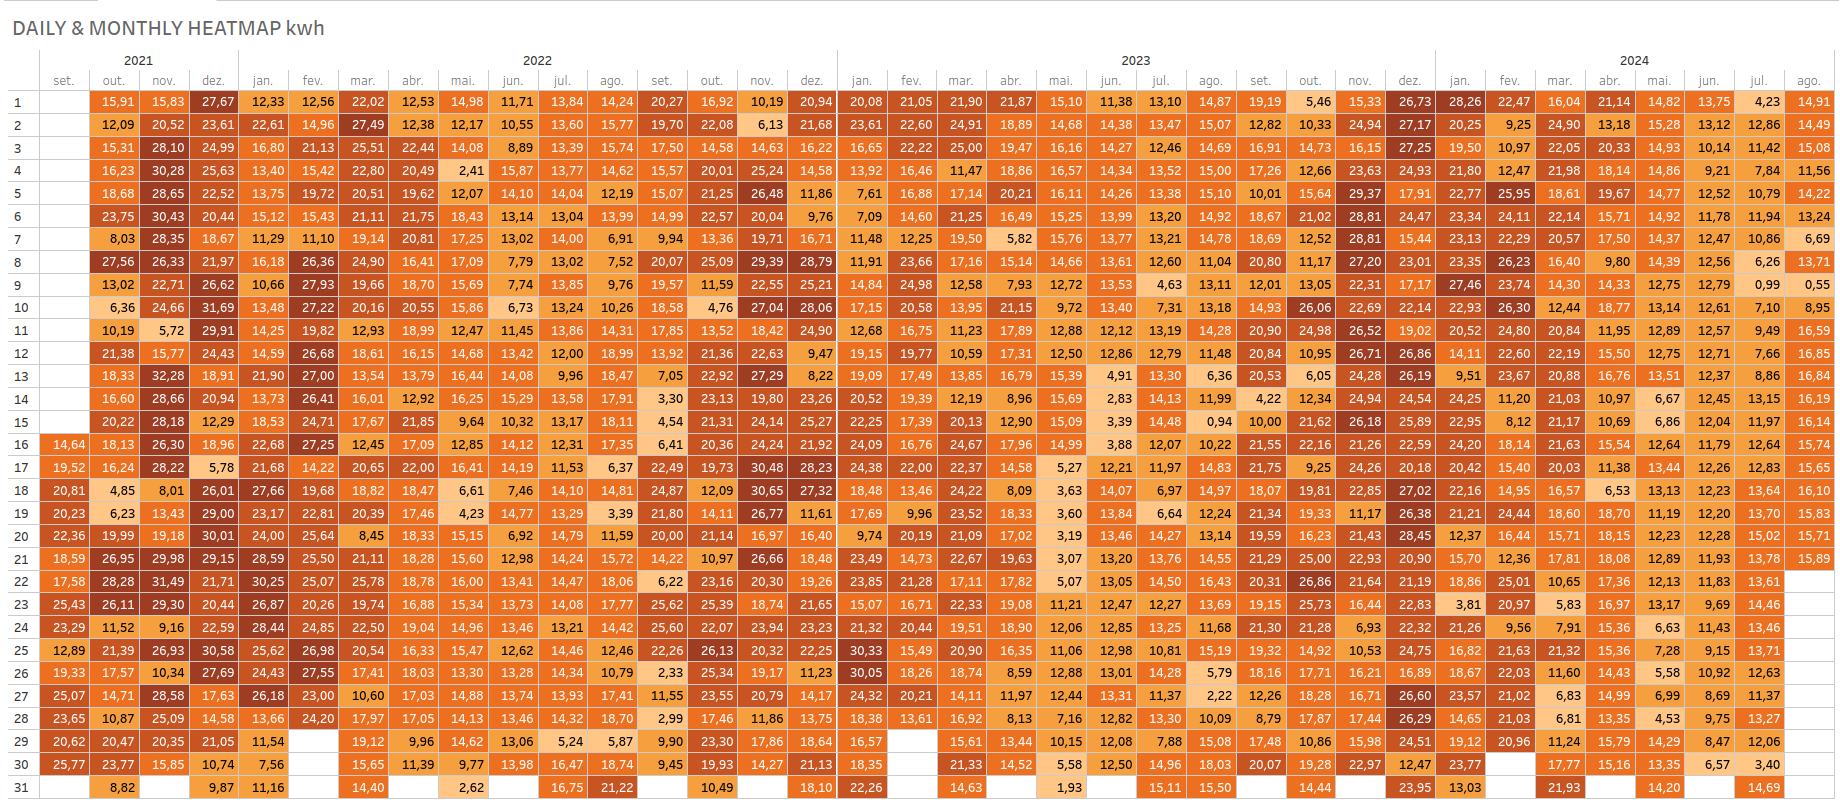 DAILY & MONTHLY HEATMAP kwh
2021 2022 2023 2024
set. out. nov. dez. jan. fev. mar. abr. mai. jun. jul. ago. set. out. nov. dez. jan. fev. mar. abr. mai. jun. jul. ago. set. out. nov. dez. jan. fev. mar. abr. mai. jun. jul. ago.
1 15,91 15,83 27,67 12,33 12,56 22,02 12,53 14,98 11,71 13,84 14,24 20,27 16,92 10,19 20,94 20,08 21,05 21,90 21,87 15,10 11,38 13,10 14,87 19,19 5,46 15,33 26,73 28,26 22,47 16,04 21,14 14,82 13,75 4,23 14,91
2 12,09 20,52 23,61 22,61 14,96 27,49 12,38 12,17 10,55 13,60 15,77 19,70 22,08 6,13 21,68 23,61 22,60 24,91 18,89 14,68 14,38 13,47 15,07 12,82 10,33 24,94 27,17 20,25 9,25 24,90 13,18 15,28 13,12 12,86 14,49
3 15,31 28,10 24,99 16,80 21,13 25,51 22,44 14,08 8,89 13,39 15,74 17,50 14,58 14,63 16,22 16,65 22,22 25,00 19,47 16,16 14,27 12,46 14,69 16,91 14,73 16,15 27,25 19,50 10,97 22,05 20,33 14,93 10,14 11,42 15,08
4 16,23 30,28 25,63 13,40 15,42 22,80 20,49 2,41 15,87 13,77 14,62 15,57 20,01 24,14 14,58 13,92 16,46 11,47 18,86 16,57 14,34 13,52 15,00 17,26 12,66 23,63 24,93 21,80 12,47 21,98 18,14 14,86 9,21 7,84 11,56
5 18,68 28,65 22,52 13,75 19,72 20,51 19,62 12,07 14,10 14,04 12,19 15,07 21,25 26,48 11,86 7,61 16,88 17,14 20,21 16,11 14,26 13,38 15,10 10,01 15,64 29,37 17,91 22,77 25,95 18,61 19,67 14,77 12,52 10,79 14,22
6 23,75 30,43 20,44 15,12 15,43 21,11 21,75 18,43 13,14 13,04 13,99 14,99 22,57 20,04 9,76 7,09 14,60 21,25 16,49 15,25 13,99 13,20 14,92 18,67 21,02 28,81 24,47 23,34 24,11 22,14 15,71 14,92 11,78 11,94 13,24
7 8,03 28,35 18,67 11,29 11,10 19,14 20,81 17,25 13,02 14,00 6,91 9,94 13,36 19,71 16,71 11,48 12,25 19,50 5,82 15,76 13,77 13,21 14,78 18,69 12,52 28,81 15,44 23,13 22,29 20,57 17,50 14,37 12,47 10,86 6,69
8 27,56 26,33 21,97 16,18 26,36 24,90 16,41 17,09 7,79 13,02 7,52 20,07 25,09 29,39 28,79 11,91 23,66 17,16 15,14 14,66 13,61 12,60 11,04 20,80 11,17 27,20 23,01 23,35 26,23 16,40 9,80 14,39 12,56 6,26 13,71
9 13,02 22,71 26,62 10,66 27,93 19,66 18,70 15,69 7,74 13,85 9,76 19,57 11,59 22,55 25,21 14,84 24,98 12,58 7,93 12,72 13,53 4,63 13,11 12,01 13,05 22,31 17,17 27,46 23,74 14,30 14,33 12,75 12,79 0,99 0,55
10 6,36 24,66 31,69 13,48 27,22 20,16 20,55 15,86 6,73 13,24 10,26 18,58 4,76 27,04 28,06 17,15 20,58 13,95 21,15 9,72 13,40 7,31 13,18 14,93 26,06 22,69 22,14 22,93 26,30 12,44 18,77 13,14 12,61 7,10 8,95
11 10,19 5,72 29,91 14,25 19,82 12,93 18,99 12,47 11,45 13,86 14,31 17,85 13,52 18,42 24,90 12,68 16,75 11,23 17,89 12,88 12,12 13,19 14,28 20,90 24,98 26,52 19,02 20,52 24,80 20,84 11,95 12,89 12,57 9,49 16,59
12 21,38 15,77 24,43 14,59 26,68 18,61 16,15 14,68 13,42 12,00 18,99 13,92 21,36 22,63 9,47 19,15 19,77 10,59 17,31 12,50 12,86 12,79 11,48 20,84 10,95 26,71 26,86 14,11 22,60 22,19 15,50 12,75 12,71 7,66 16,85
13 18,33 32,28 18,91 21,90 27,00 13,54 13,79 16,44 14,08 9,96 18,47 7,05 22,92 27,29 8,22 19,09 17,49 13,85 16,79 15,39 4,91 13,30 6,36 20,53 6,05 24,28 26,19 9,51 23,67 20,88 16,76 13,51 12,37 8,86 16,84
14 16,60 28,66 20,94 13,73 26,41 16,01 12,92 16,25 15,29 13,58 17,91 3,30 23,13 19,80 23,26 20,52 19,39 12,19 8,96 15,69 2,83 14,13 11,99 4,22 12,34 24,94 24,54 24,25 11,20 21,03 10,97 6,67 12,45 13,15 16,19
15 20,22 28,18 12,29 18,53 24,71 17,67 21,85 9,64 10,32 13,17 18,11 4,54 21,31 24,14 25,27 22,25 17,39 20,13 12,90 15,09 3,39 14,48 0,94 10,00 21,62 26,18 25,89 22,95 8,12 21,17 10,69 6,86 12,04 11,97 16,14
16 14,64 18,13 26,30 18,96 22,68 27,25 12,45 17,09 12,85 14,12 12,31 17,35 6,41 20,36 24,24 21,92 24,09 16,76 24,67 17,96 14,99 3,88 12,07 10,22 21,55 22,16 21,26 22,59 24,20 18,14 21,63 15,54 12,64 11,79 12,64 15,74
17 19,52 16,24 28,22 5,78 21,68 14,22 20,65 22,00 16,41 14,19 11,53 6,37 22,49 19,73 30,48 28,23 24,38 22,00 22,37 14,58 5,27 12,21 11,97 14,83 21,75 9,25 24,26 20,18 20,42 15,40 20,03 11,38 13,44 12,26 12,83 15,65
18 20,81 4,85 8,01 26,01 27,66 19,68 18,82 18,47 6,61 7,46 14,10 14,81 24,87 12,09 30,65 27,32 18,48 13,46 24,22 8,09 3,63 14,07 6,97 14,97 18,07 19,81 22,85 27,02 22,16 14,95 16,57 6,53 13,13 12,23 13,64 16,10
19 20,23 6,23 13,43 29,00 23,17 22,81 20,39 17,46 4,23 14,77 13,29 3,39 21,80 14,11 26,77 11,61 17,69 9,96 23,52 18,33 3,60 13,84 6,64 12,24 21,34 19,33 11,17 26,38 21,21 24,44 18,60 18,70 11,19 12,20 13,70 15,83
20 22,36 19,99 19,18 30,01 24,00 25,64 8,45 18,33 15,15 6,92 14,79 11,59 20,00 21,14 16,97 16,40 9,74 20,19 21,09 17,02 3,19 13,46 14,27 13,14 19,59 16,23 21,43 28,45 12,37 16,44 15,71 18,15 12,23 12,28 15,02 15,71
21 18,59 26,95 29,98 29,15 28,59 25,50 21,11 18,28 15,60 12,98 14,24 15,72 14,22 10,97 26,66 18,48 23,49 14,73 22,67 19,63 3,07 13,20 13,76 14,55 21,29 25,00 22,93 20,90 15,70 12,36 17,81 18,08 12,89 11,93 13,78 15,89
22 17,58 28,28 31,49 21,71 30,25 25,07 25,78 18,78 16,00 13,41 14,47 18,06 6,22 23,16 20,30 19,26 23,85 21,28 17,11 17,82 5,07 13,05 14,50 16,43 20,31 26,86 21,64 21,19 18,86 25,01 10,65 17,36 12,13 11,83 13,61
23 25,43 26,11 29,30 20,44 26,87 20,26 19,74 16,88 15,34 13,73 14,08 17,77 25,62 25,39 18,74 21,65 15,07 16,71 22,33 19,08 11,21 12,47 12,27 13,69 19,15 25,73 16,44 22,83 3,81 20,97 5,83 16,97 13,17 9,69 14,46
24 23,29 11,52 9,16 22,59 28,44 24,85 22,50 19,04 14,96 13,46 13,21 14,42 25,60 22,07 23,94 23,23 21,32 20,44 19,51 18,90 12,06 12,85 13,25 11,68 21,30 21,28 6,93 22,32 21,26 9,56 7,91 15,36 6,63 11,43 13,46
25 12,89 21,39 26,93 30,58 25,62 26,98 20,54 16,33 15,47 12,62 14,46 12,46 22,26 26,13 20,32 22,25 30,33 15,49 20,90 16,35 11,06 12,98 10,81 15,19 19,32 14,92 10,53 24,75 16,82 21,63 21,32 15,36 7,28 9,15 13,71
26 19,33 17,57 10,34 27,69 24,43 27,55 17,41 18,03 13,30 13,28 14,34 10,79 2,33 25,34 19,17 11,23 30,05 18,26 18,74 8,59 12,88 13,01 14,28 5,79 18,16 17,71 16,21 16,89 18,67 22,03 11,60 14,43 5,58 10,92 12,63
27 25,07 14,71 28,58 17,63 26,18 23,00 10,60 17,03 14,88 13,74 13,93 17,41 11,55 23,55 20,79 14,17 24,32 20,21 14,11 11,97 12,44 13,31 11,37 2,22 12,26 18,28 16,71 26,60 23,57 21,02 6,83 14,99 6,99 8,69 11,37
28 23,65 10,87 25,09 14,58 13,66 24,20 17,97 17,05 14,13 13,46 14,32 18,70 2,99 17,46 11,86 13,75 18,38 13,61 16,92 8,13 7,16 12,82 13,30 10,09 8,79 17,87 17,44 26,29 14,65 21,03 6,81 13,35 4,53 9,75 13,27
29 20,62 20,47 20,35 21,05 11,54 19,12 9,96 14,62 13,06 5,24 5,87 9,90 23,30 17,86 18,64 16,57 15,61 13,44 10,15 12,08 7,88 15,08 17,48 10,86 15,98 24,51 19,12 20,96 11,24 15,79 14,29 8,47 12,06
30 25,77 23,77 15,85 10,74 7,56 15,65 11,39 9,77 13,98 16,47 18,74 9,45 19,93 14,27 21,13 18,35 21,33 14,52 5,58 12,50 14,96 18,03 20,07 19,28 22,97 12,47 23,77 17,77 15,16 13,35 6,57 3,40
31 8,82 9,87 11,16 14,40 2,62 16,75 21,22 10,49 18,10 22,26 14,63 1,93 15,11 15,50 14,44 23,95 13,03 21,93 14,20 14,69